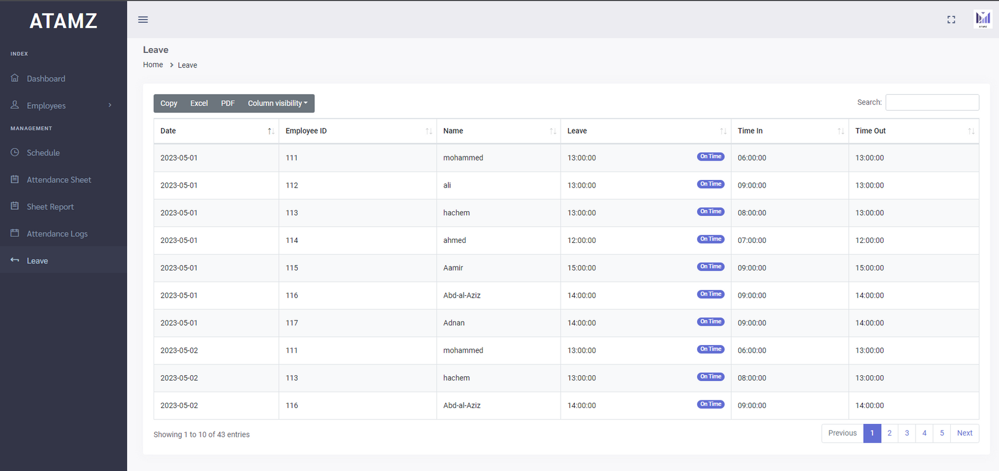 ATAMZ
INDEX
Dashboard
Employees
MANAGEMENT
Schedule
Attendance Sheet
Sheet Report
Attendance Logs
Leave
ATAMZ
Leave
Home > Leave
Copy Excel PDF Column visibility
Search:
Date Employee ID Name Leave Time In Time Out
2023-05-01 111 mohammed 13:00:00 On Time 06:00:00 13:00:00
2023-05-01 112 ali 13:00:00 On Time 09:00:00 13:00:00
2023-05-01 113 hachem 13:00:00 On Time 08:00:00 13:00:00
2023-05-01 114 ahmed 12:00:00 On Time 07:00:00 12:00:00
2023-05-01 115 Aamir 15:00:00 On Time 09:00:00 15:00:00
2023-05-01 116 Abd-al-Aziz 14:00:00 On Time 09:00:00 14:00:00
2023-05-01 117 Adnan 14:00:00 On Time 09:00:00 14:00:00
2023-05-02 111 mohammed 13:00:00 On Time 06:00:00 13:00:00
2023-05-02 113 hachem 13:00:00 On Time 08:00:00 13:00:00
2023-05-02 116 Abd-al-Aziz 14:00:00 On Time 09:00:00 14:00:00
Showing 1 to 10 of 43 entries
Previous 1 2 3 4 5 Next